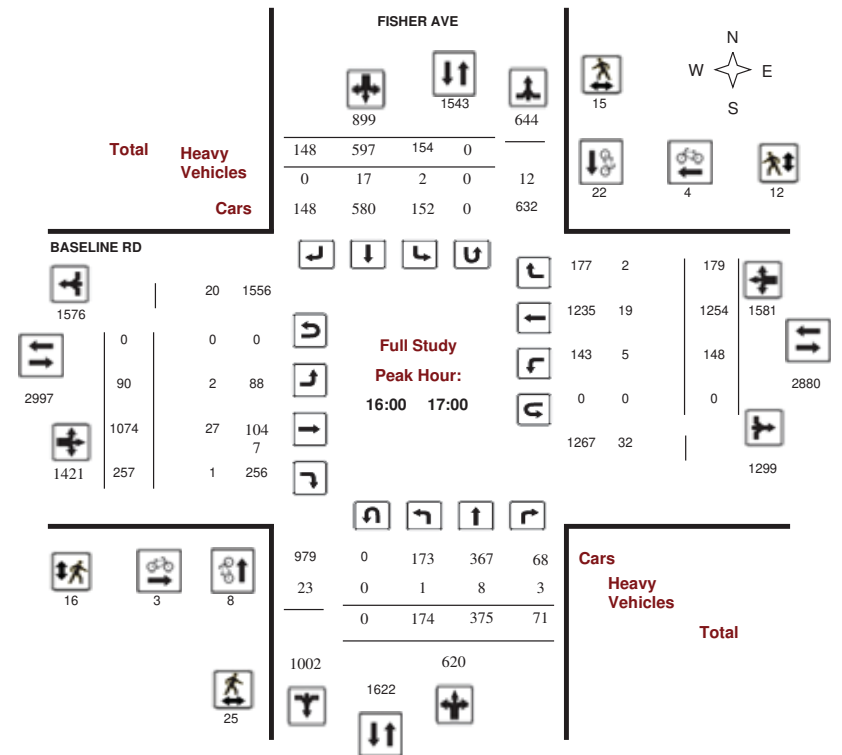 FISHER AVE
N
W E
S
1543
15
899
644
Total Heavy Vehicles
148 597 154 0
0 17 2 0 12
22 4 12
Cars 148 580 152 0 632
BASELINE RD
177 2 179
20 1556
1576
1235 19 1254 1581
0 0 0
Full Study
143 5 148
Peak Hour:
90 2 88
2880
2997
16:00 17:00
0 0 0
1074 27 1047
1267 32
1421 257 1 256
1299
979 0 173 367 68 Cars
23 0 1 8 3 Heavy Vehicles
16 3 8
0 174 375 71
Total
1002 620
1622
25